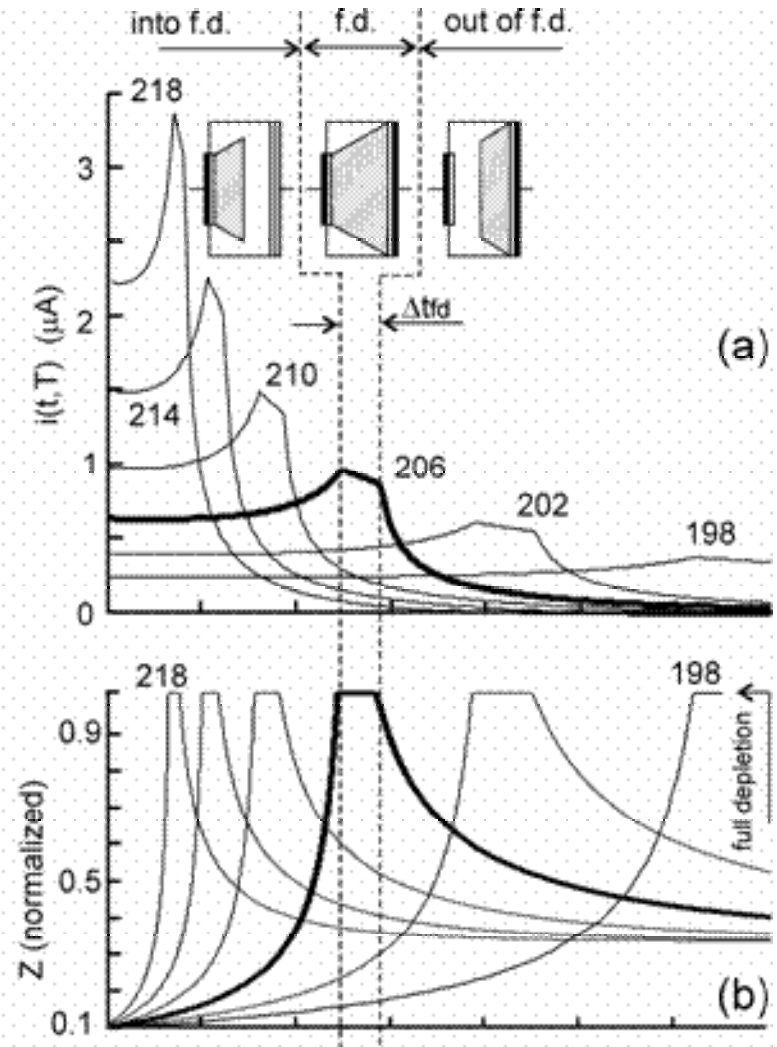 into f.d. f.d. out of f.d.
218
3
Δtfd
2
(a)
i(t,T) (μA)
210
214
1
206
202
198
0
218
198
0.9
full depletion
Z (normalized)
0.5
(b)
0.1